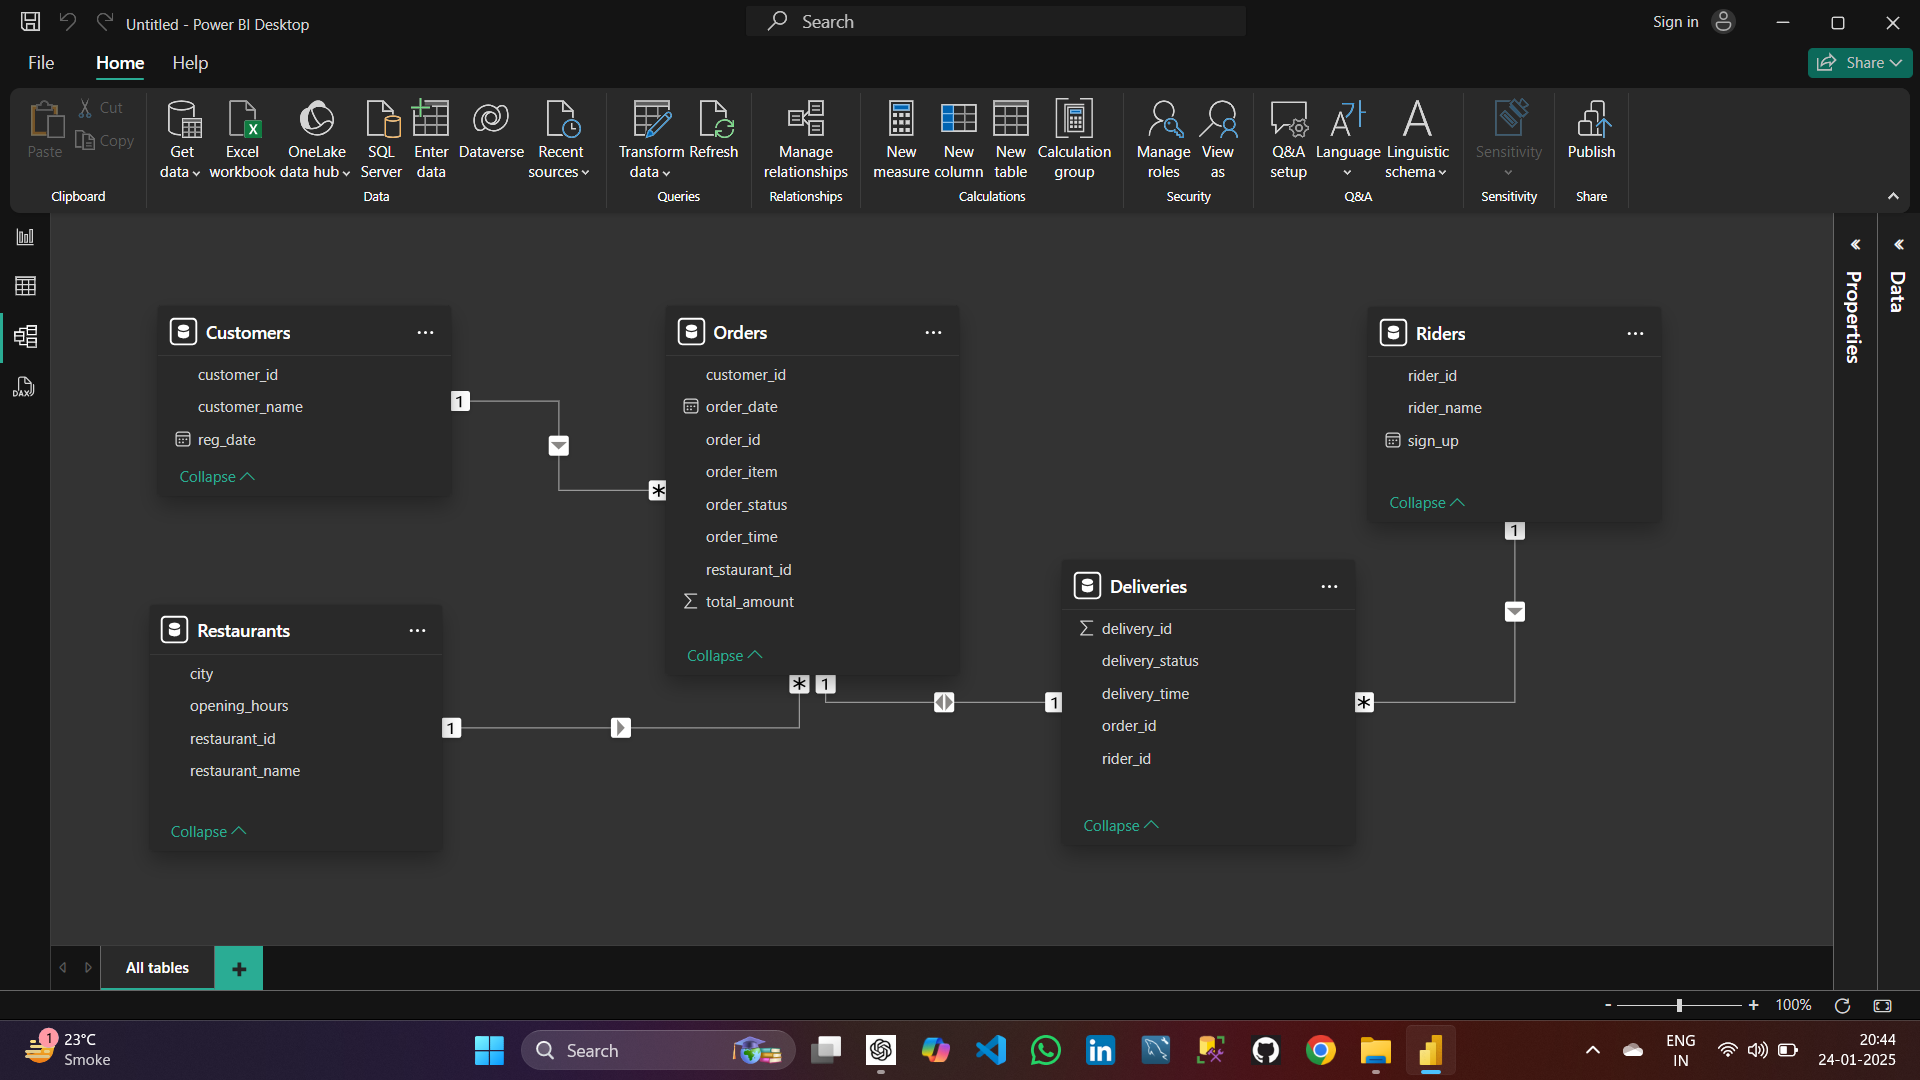 Untitled - Power BI Desktop
Search
Sign in
File
Home
Help
Share
Paste
Cut
Copy
Clipboard
Get data
Excel workbook
OneLake data hub
SQL Server
Enter data
Dataverse
Recent sources
Data
Transform data
Refresh
Queries
Manage relationships
Relationships
New measure
New column
New table
Calculation group
Calculations
Manage roles
View as
Security
Q&A setup
Language
Linguistic schema
Q&A
Sensitivity
Sensitivity
Publish
Share
DAX
Customers
customer_id
customer_name
reg_date
Collapse
1
*
Orders
customer_id
order_date
order_id
order_item
order_status
order_time
restaurant_id
total_amount
Collapse
* 1
Riders
rider_id
rider_name
sign_up
Collapse
1
Restaurants
city
opening_hours
restaurant_id
restaurant_name
Collapse
1
1
Deliveries
delivery_id
delivery_status
delivery_time
order_id
rider_id
Collapse
*
Properties
Data
All tables
+
- + 100%
1
23°C
Smoke
Search
ENG
IN
20:44
24-01-2025